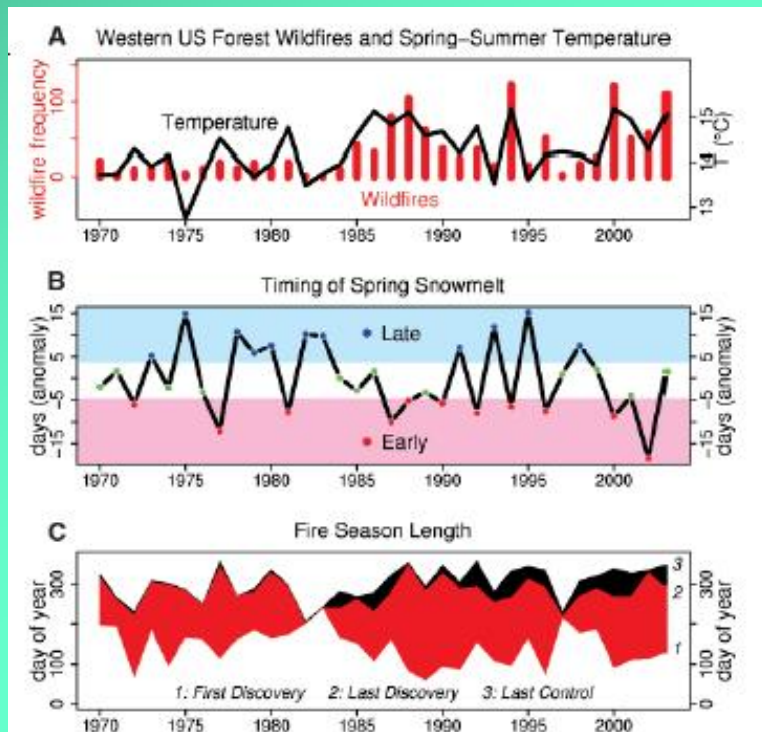 A Western US Forest Wildfires and Spring–Summer Temperature
wildfire frequency
100
0
Temperature
Wildfires
15
14
13
T (°C)
1970 1975 1980 1985 1990 1995 2000
B Timing of Spring Snowmelt
days (anomaly)
15
5
-5
-15
Late
Early
15
5
-5
-15
days (anomaly)
1970 1975 1980 1985 1990 1995 2000
C Fire Season Length
day of year
300
100
0
3
2
1
300
100
0
day of year
1: First Discovery 2: Last Discovery 3: Last Control
1970 1975 1980 1985 1990 1995 2000